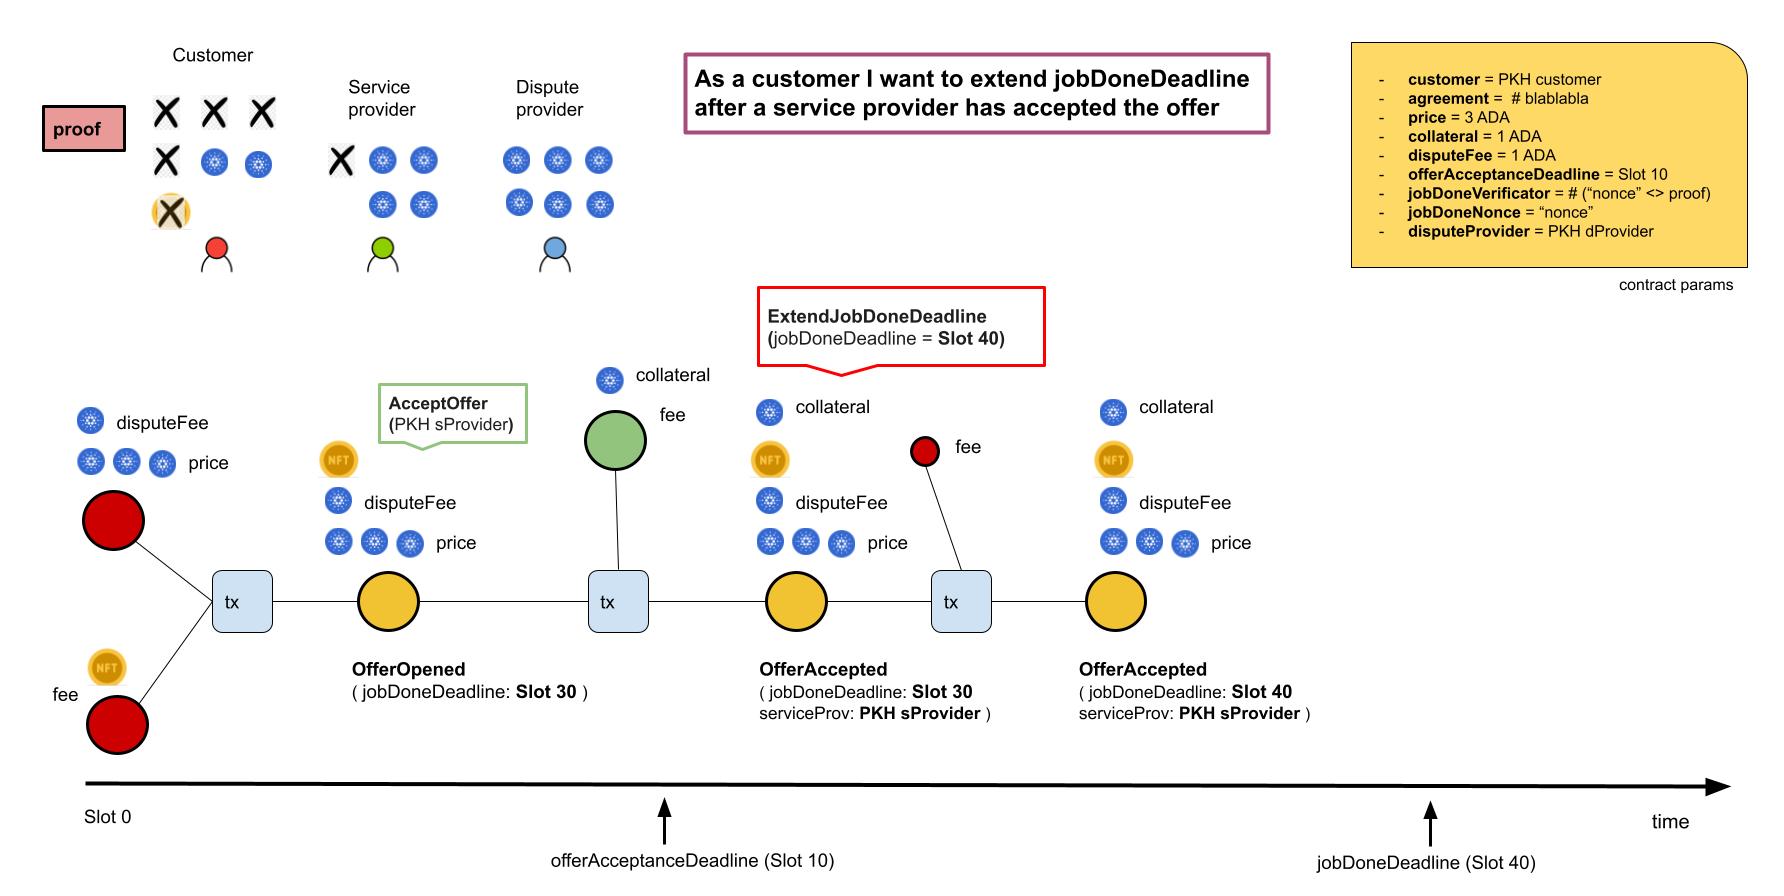 Customer
Service
provider
Dispute
provider
proof
As a customer I want to extend jobDoneDeadline
after a service provider has accepted the offer
- customer = PKH customer
- agreement = # blablabla
- price = 3 ADA
- collateral = 1 ADA
- disputeFee = 1 ADA
- offerAcceptanceDeadline = Slot 10
- jobDoneVerificator = # (“nonce” <> proof)
- jobDoneNonce = “nonce”
- disputeProvider = PKH dProvider
contract params
ExtendJobDoneDeadline
(jobDoneDeadline = Slot 40)
AcceptOffer
(PKH sProvider)
collateral
fee
disputeFee
price
NFT
disputeFee
price
collateral
NFT
disputeFee
price
fee
collateral
NFT
disputeFee
price
tx
tx
tx
NFT
fee
OfferOpened
( jobDoneDeadline: Slot 30 )
OfferAccepted
( jobDoneDeadline: Slot 30
serviceProv: PKH sProvider )
OfferAccepted
( jobDoneDeadline: Slot 40
serviceProv: PKH sProvider )
Slot 0
time
offerAcceptanceDeadline (Slot 10)
jobDoneDeadline (Slot 40)